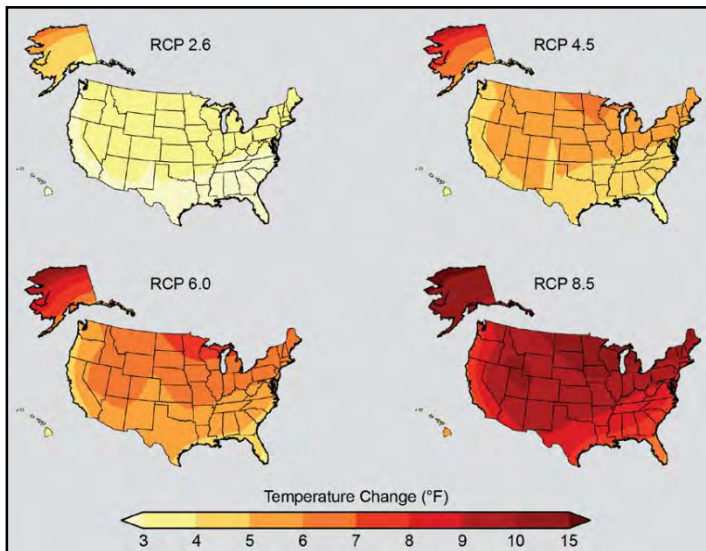 RCP 2.6
RCP 4.5
RCP 6.0
RCP 8.5
Temperature Change (°F)
3 4 5 6 7 8 9 10 15